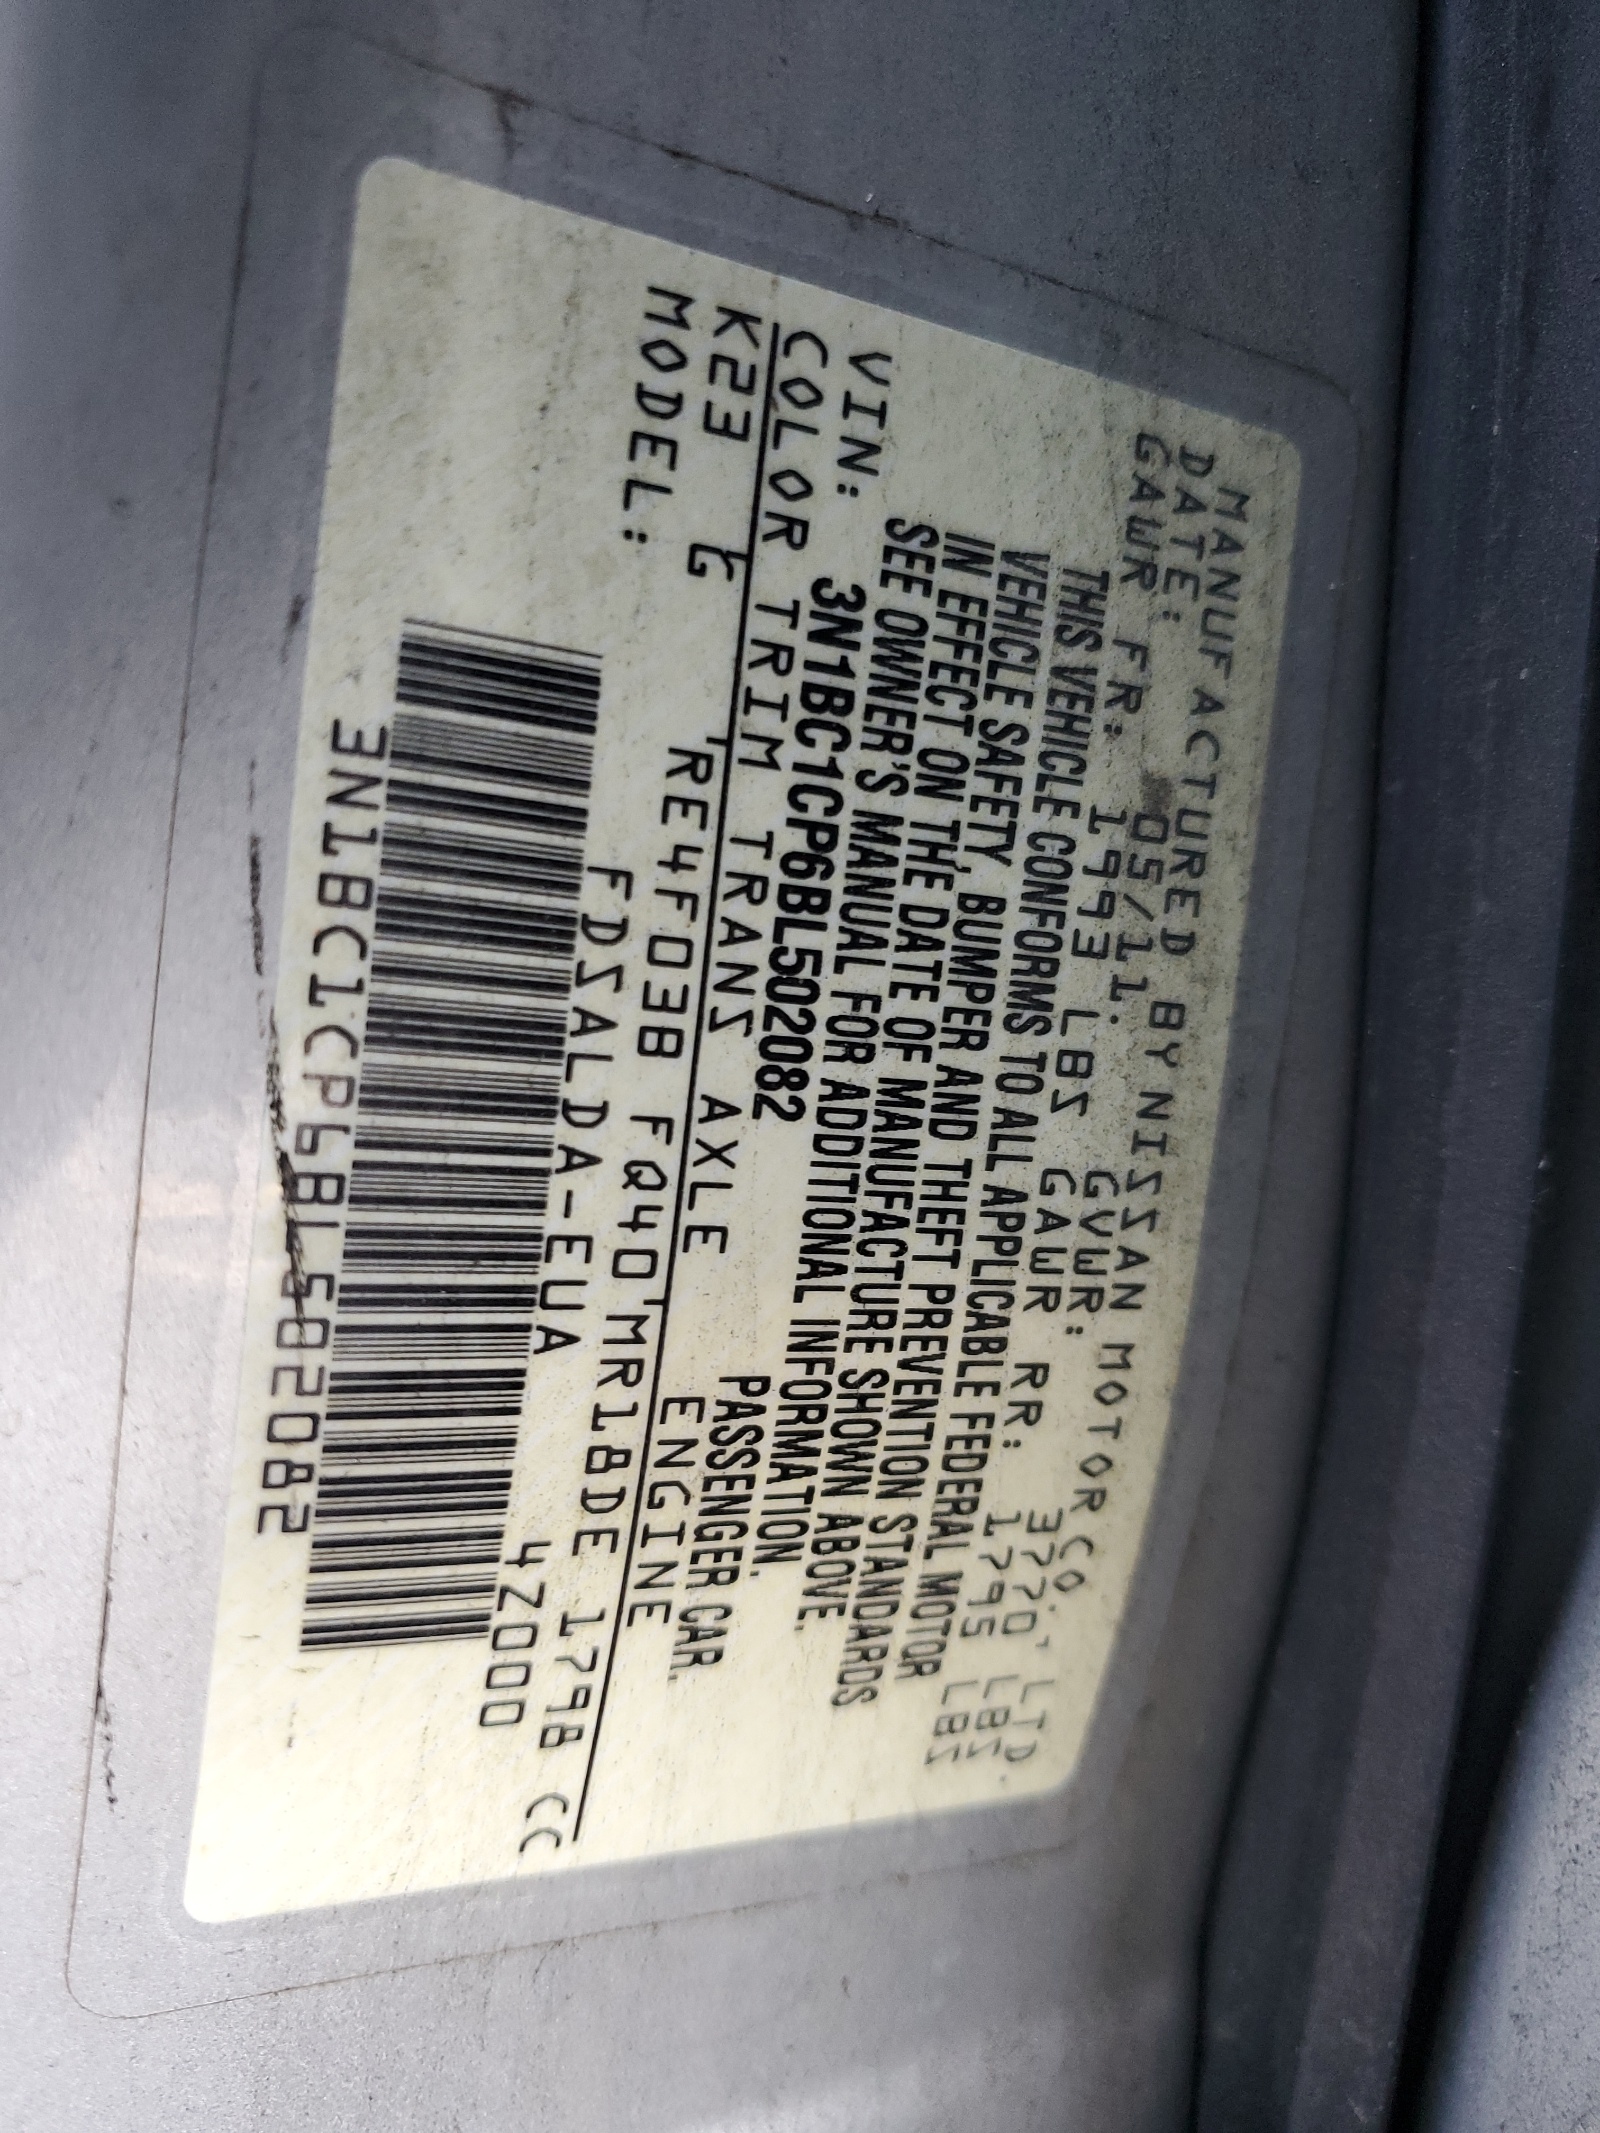 MANUFACTURED BY NISSAN MOTOR CO., LTD.
DATE: 05/11. GVWR: 3770 LBS
GAWR FR: 1993 LBS GAWR RR: 1795 LBS
THIS VEHICLE CONFORMS TO ALL APPLICABLE FEDERAL MOTOR
VEHICLE SAFETY, BUMPER AND THEFT PREVENTION STANDARDS
IN EFFECT ON THE DATE OF MANUFACTURE SHOWN ABOVE.
SEE OWNER'S MANUAL FOR ADDITIONAL INFORMATION.
VIN: 3N1BC1CP6BL502082 PASSENGER CAR.
COLOR TRIM TRANS AXLE ENGINE
K23 G RE4F03B FQ40 MR18DE 1798 CC
MODEL: FDSALDA-EUA 4Z000
3N1BC1CP6BL502082